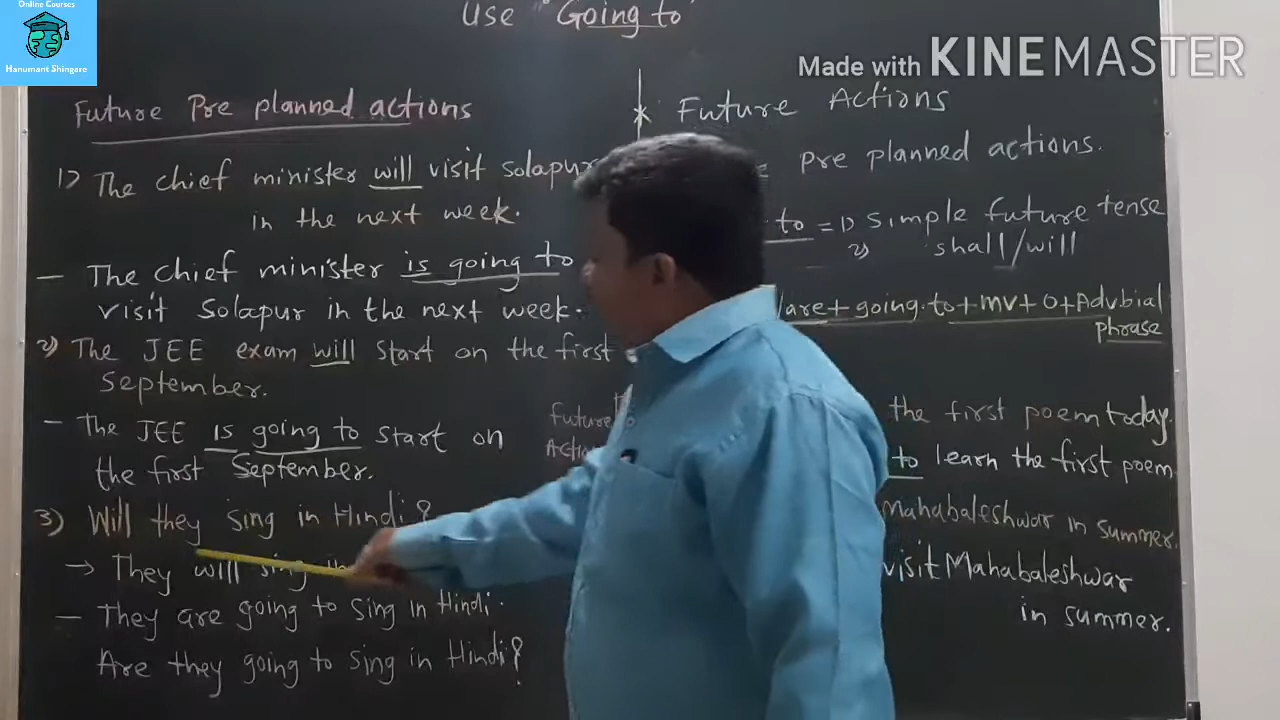 Online Courses
Hanumant Shingare
Made with KINEMASTER
Use "Going to"
Future Pre planned actions
1) The chief minister will visit Solapur
in the next week.
- The chief minister is going to
visit Solapur in the next week.
2) The JEE exam will start on the first
September.
- The JEE is going to start on
the first September.
3) Will they sing in Hindi?
→ They will sing in
- They are going to sing in Hindi.
Are they going to sing in Hindi?
Future to
Action
* Future Actions
Pre planned actions.
to = 1) Simple future tense
2) shall/will
/are + going to + mv + O + Advbial
phrase
the first poem today.
to learn the first poem
Mahabaleshwar in summer.
visit Mahabaleshwar
in summer.